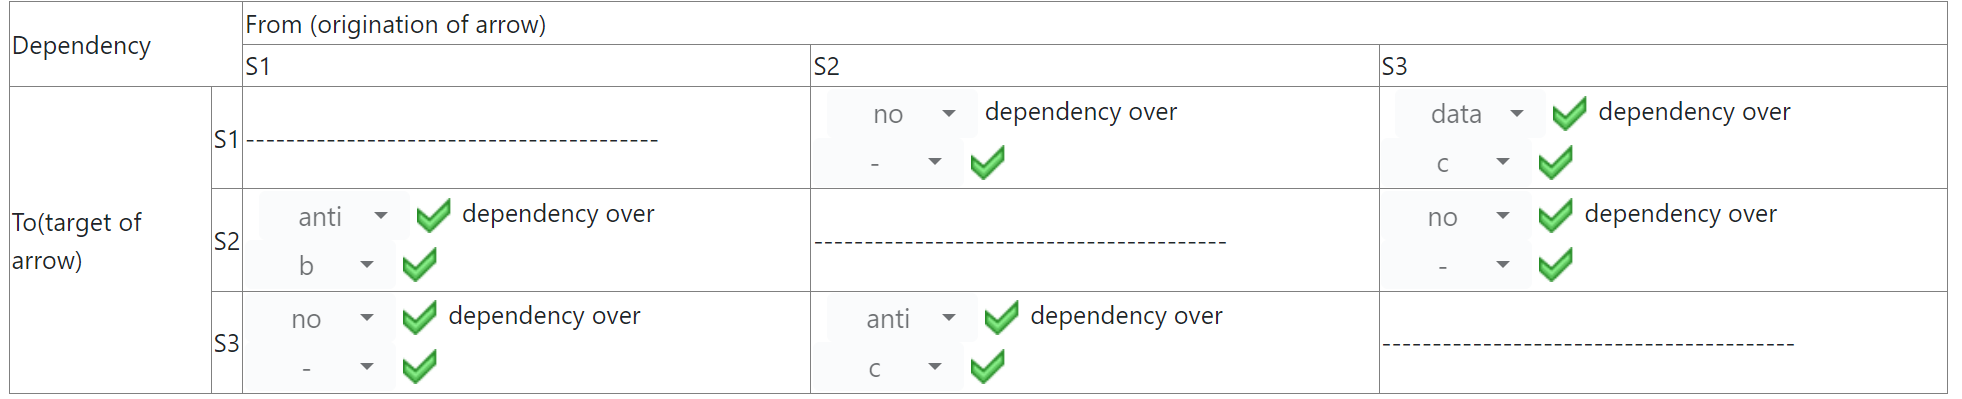 Dependency
From (origination of arrow)
S1
S2
S3
To(target of arrow)
S1
----------------------------------------
no dependency over
-
data dependency over
c
S2
anti dependency over
b
----------------------------------------
no dependency over
-
S3
no dependency over
-
anti dependency over
c
----------------------------------------